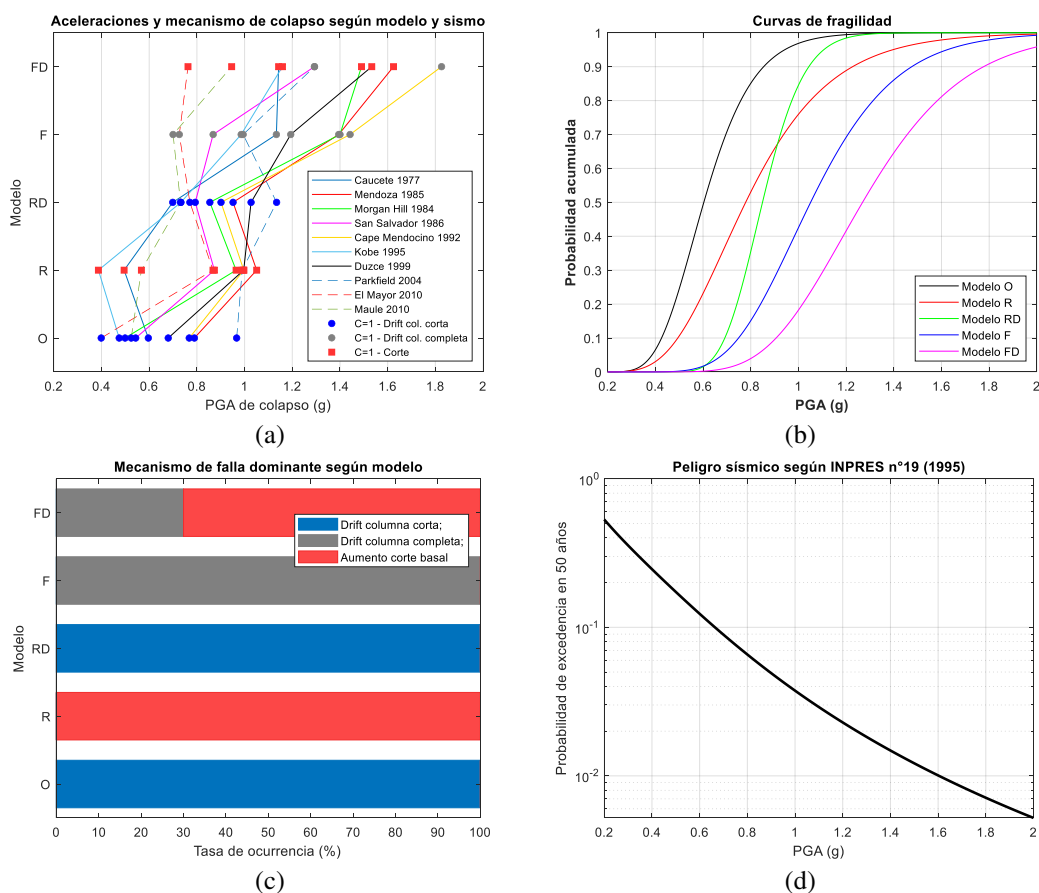 Aceleraciones y mecanismo de colapso según modelo y sismo
Modelo
FD
F
RD
R
O
Caucete 1977
Mendoza 1985
Morgan Hill 1984
San Salvador 1986
Cape Mendocino 1992
Kobe 1995
Duzce 1999
Parkfield 2004
El Mayor 2010
Maule 2010
C=1 - Drift col. corta
C=1 - Drift col. completa
C=1 - Corte
0.2 0.4 0.6 0.8 1 1.2 1.4 1.6 1.8 2
PGA de colapso (g)
(a)
Curvas de fragilidad
Probabilidad acumulada
1
0.9
0.8
0.7
0.6
0.5
0.4
0.3
0.2
0.1
0
Modelo O
Modelo R
Modelo RD
Modelo F
Modelo FD
0.2 0.4 0.6 0.8 1 1.2 1.4 1.6 1.8 2
PGA (g)
(b)
Mecanismo de falla dominante según modelo
Modelo
FD
F
RD
R
O
Drift columna corta;
Drift columna completa;
Aumento corte basal
0 10 20 30 40 50 60 70 80 90 100
Tasa de ocurrencia (%)
(c)
Peligro sísmico según INPRES n°19 (1995)
Probabilidad de excedencia en 50 años
10^0
10^-1
10^-2
0.2 0.4 0.6 0.8 1 1.2 1.4 1.6 1.8 2
PGA (g)
(d)